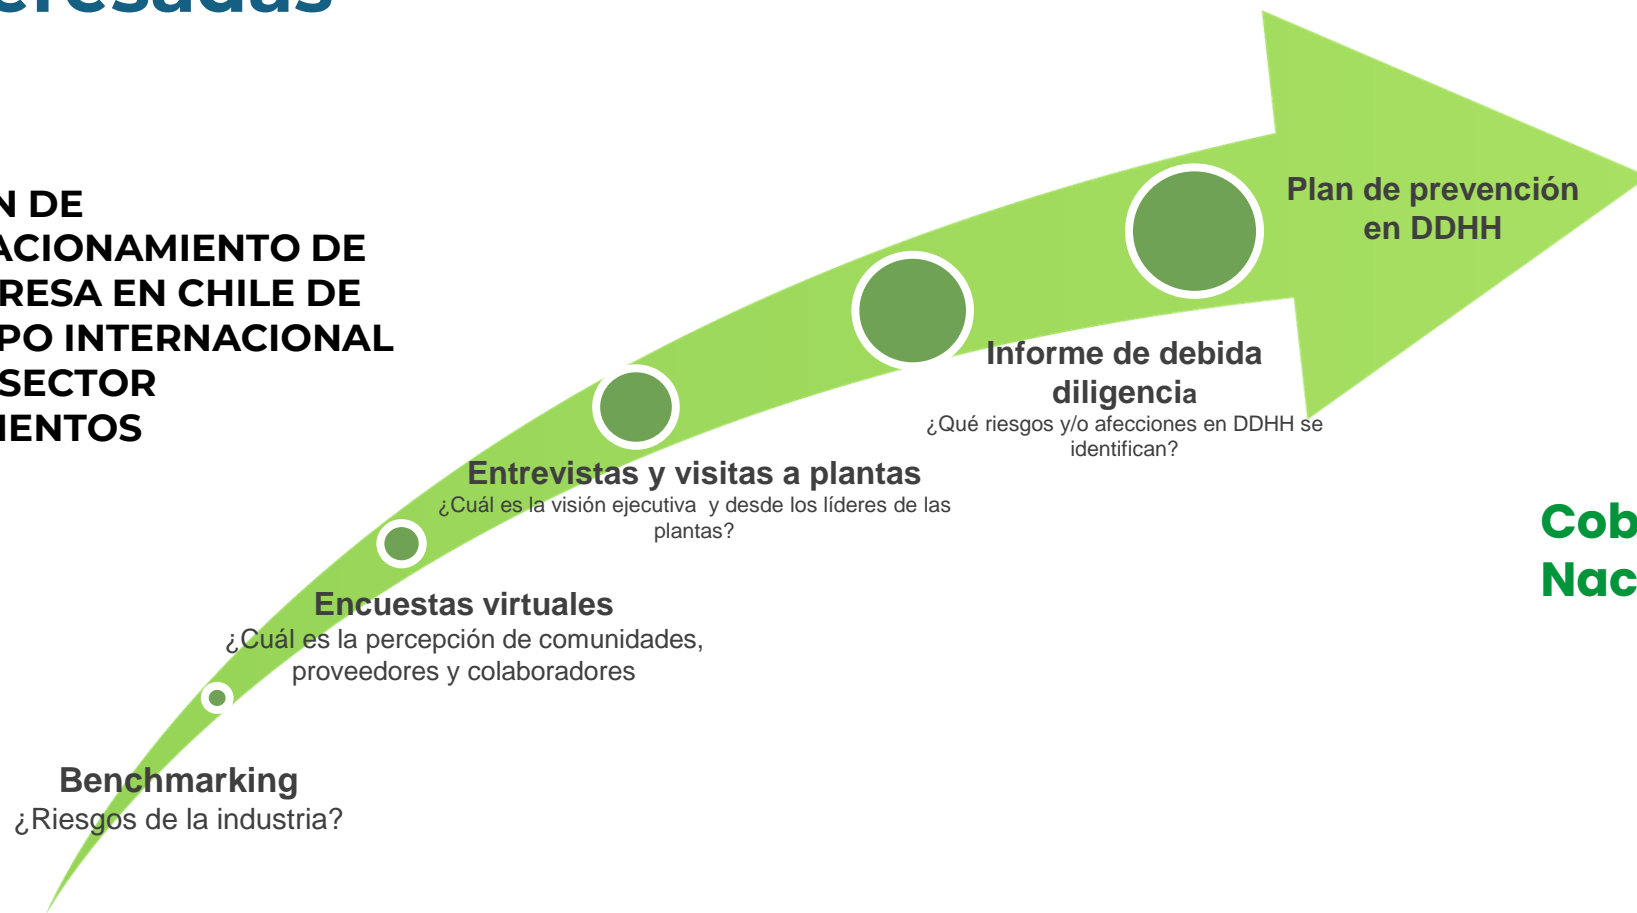 eresadas
N DE
ACIONAMIENTO DE
RESA EN CHILE DE
PO INTERNACIONAL
SECTOR
MENTOS
Plan de prevención
en DDHH
Informe de debida
diligencia
¿Qué riesgos y/o afecciones en DDHH se
identifican?
Entrevistas y visitas a plantas
¿Cuál es la visión ejecutiva  y desde los líderes de las
plantas?
Cob
Nac
Encuestas virtuales
¿Cuál es la percepción de comunidades,
proveedores y colaboradores
Benchmarking
¿Riesgos de la industria?